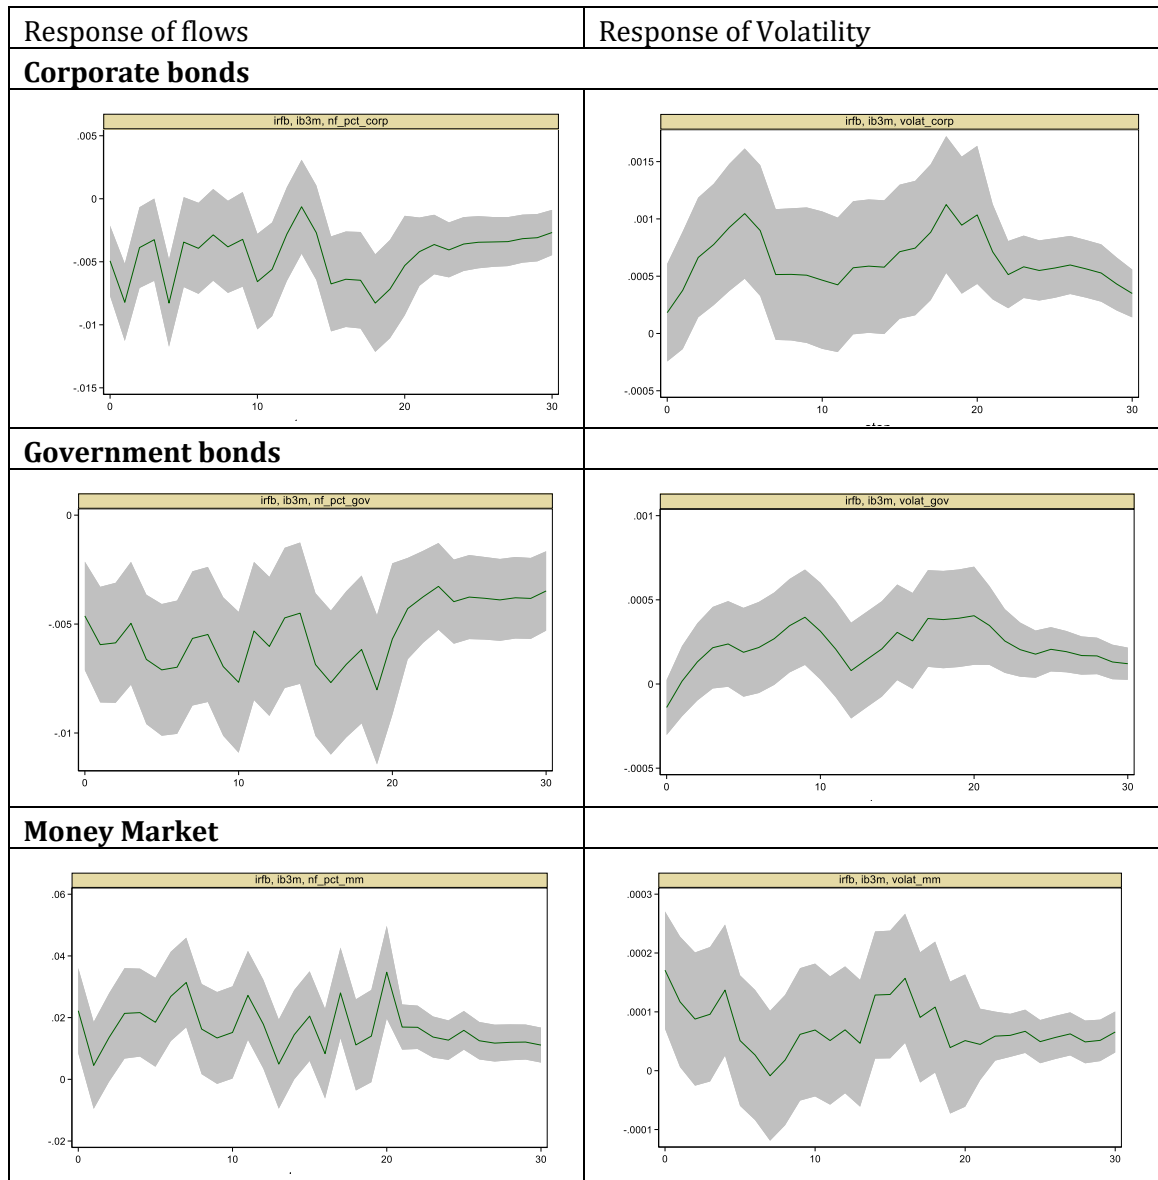 Response of flows
Response of Volatility
Corporate bonds
irfb, ib3m, nf_pct_corp
.005
0
-.005
-.01
-.015
0 10 20 30
irfb, ib3m, volat_corp
.0015
.001
.0005
0
-.0005
0 10 20 30
Government bonds
irfb, ib3m, nf_pct_gov
0
-.005
-.01
0 10 20 30
irfb, ib3m, volat_gov
.001
.0005
0
-.0005
0 10 20 30
Money Market
irfb, ib3m, nf_pct_mm
.06
.04
.02
0
-.02
0 10 20 30
irfb, ib3m, volat_mm
.0003
.0002
.0001
0
-.0001
0 10 20 30